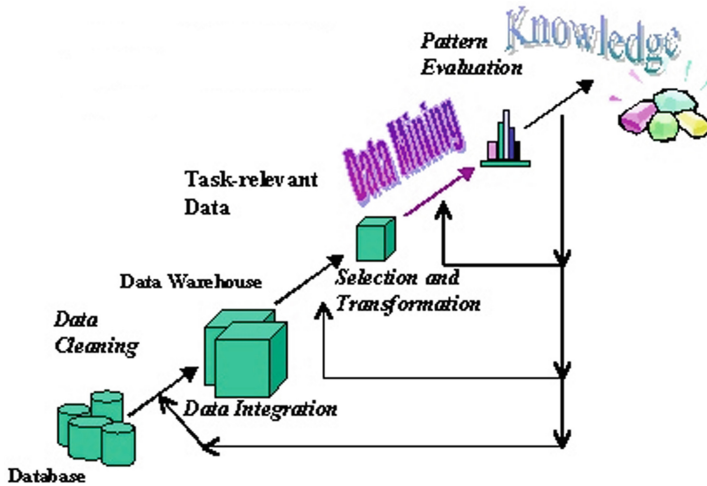 Knowledge
Pattern
Evaluation
Data Mining
Task-relevant
Data
Data Warehouse
Selection and
Transformation
Data
Cleaning
Data Integration
Database